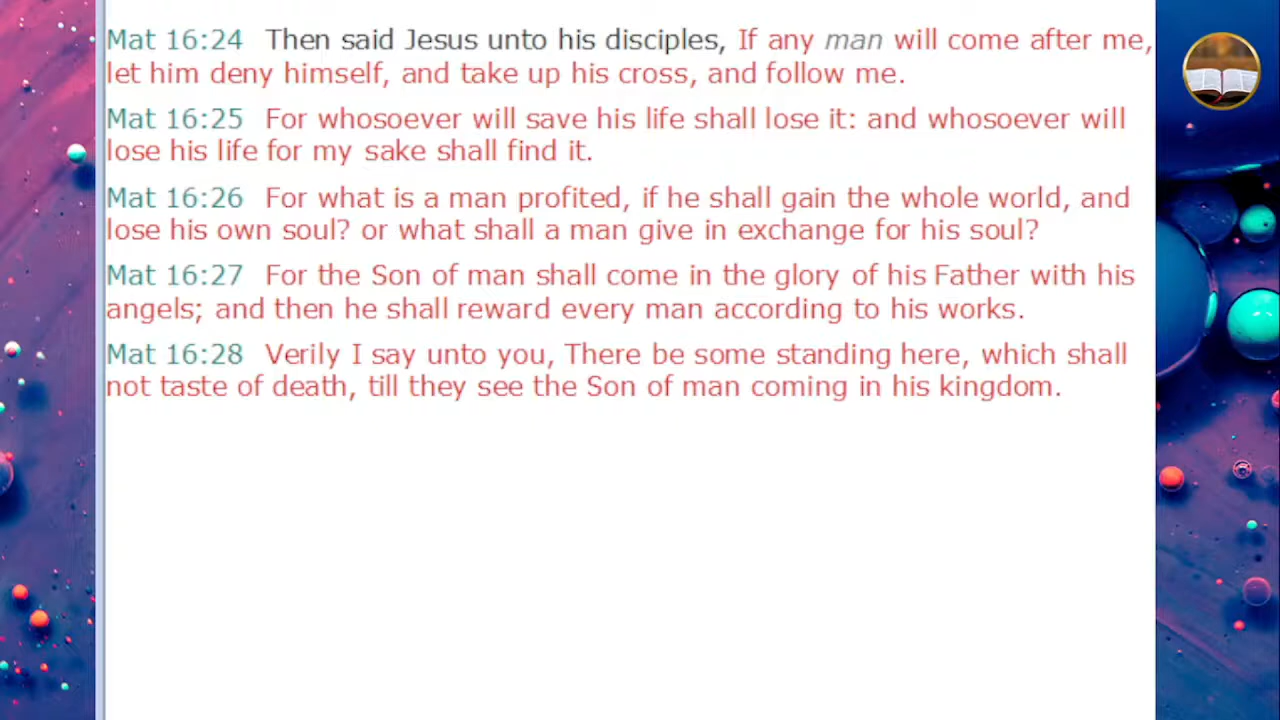 Mat 16:24 Then said Jesus unto his disciples, If any man will come after me,
let him deny himself, and take up his cross, and follow me.
Mat 16:25 For whosoever will save his life shall lose it: and whosoever will
lose his life for my sake shall find it.
Mat 16:26 For what is a man profited, if he shall gain the whole world, and
lose his own soul? or what shall a man give in exchange for his soul?
Mat 16:27 For the Son of man shall come in the glory of his Father with his
angels; and then he shall reward every man according to his works.
Mat 16:28 Verily I say unto you, There be some standing here, which shall
not taste of death, till they see the Son of man coming in his kingdom.